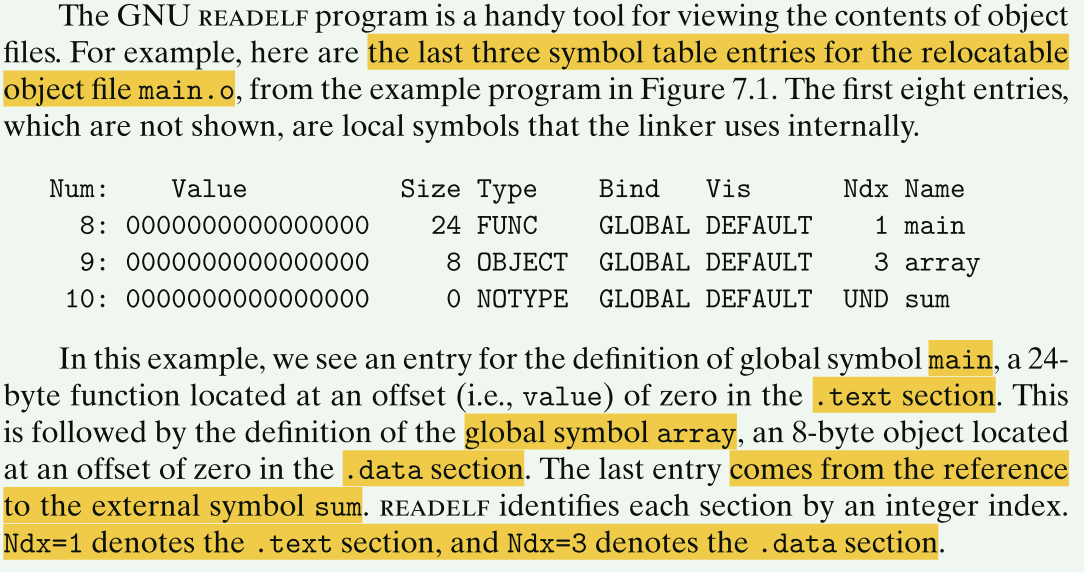 The GNU READELF program is a handy tool for viewing the contents of object
files. For example, here are the last three symbol table entries for the relocatable
object file main.o, from the example program in Figure 7.1. The first eight entries,
which are not shown, are local symbols that the linker uses internally.
Num: Value Size Type Bind Vis Ndx Name
8: 0000000000000000 24 FUNC GLOBAL DEFAULT 1 main
9: 0000000000000000 8 OBJECT GLOBAL DEFAULT 3 array
10: 0000000000000000 0 NOTYPE GLOBAL DEFAULT UND sum
In this example, we see an entry for the definition of global symbol main, a 24-
byte function located at an offset (i.e., value) of zero in the .text section. This
is followed by the definition of the global symbol array, an 8-byte object located
at an offset of zero in the .data section. The last entry comes from the reference
to the external symbol sum. READELF identifies each section by an integer index.
Ndx=1 denotes the .text section, and Ndx=3 denotes the .data section.